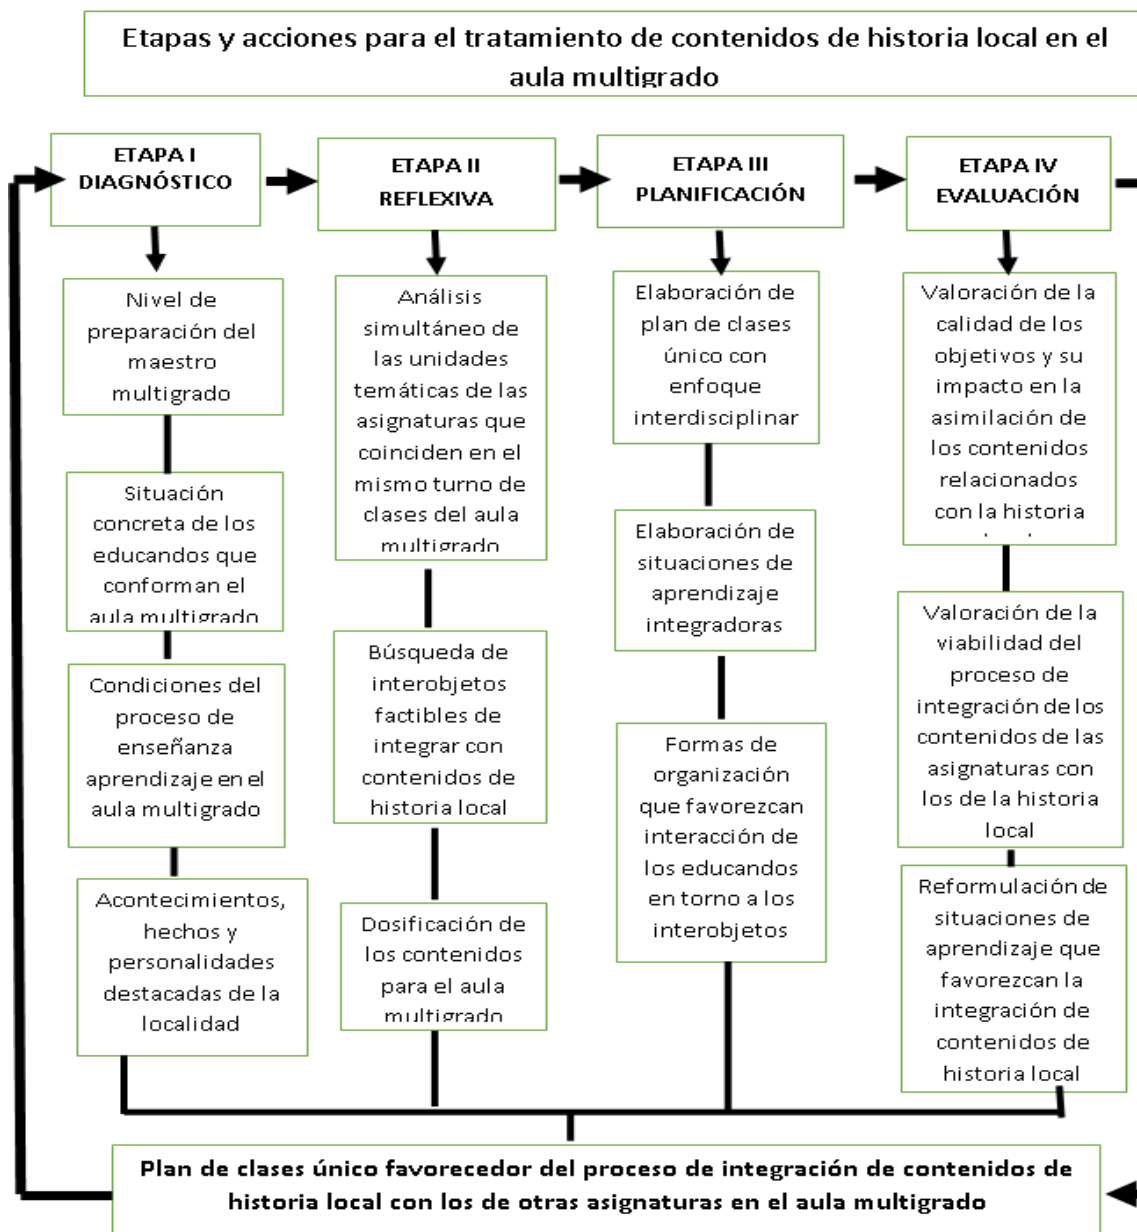 Etapas y acciones para el tratamiento de contenidos de historia local en el
aula multigrado
ETAPA I
DIAGNÓSTICO
Nivel de
preparación del
maestro
multigrado
Situación
concreta de los
educandos que
conforman el
aula multigrado
Condiciones del
proceso de
enseñanza
aprendizaje en el
aula multigrado
Acontecimientos,
hechos y
personalidades
destacadas de la
localidad
ETAPA II
REFLEXIVA
Análisis
simultáneo de
las unidades
temáticas de las
asignaturas que
coinciden en el
mismo turno de
clases del aula
multigrado
Búsqueda de
interobjetos
factibles de
integrar con
contenidos de
historia local
Dosificación de
los contenidos
para el aula
multigrado
ETAPA III
PLANIFICACIÓN
Elaboración de
plan de clases
único con
enfoque
interdisciplinar
Elaboración de
situaciones de
aprendizaje
integradoras
Formas de
organización
que favorezcan
interacción de
los educandos
en torno a los
interobjetos
ETAPA IV
EVALUACIÓN
Valoración de la
calidad de los
objetivos y su
impacto en la
asimilación de
los contenidos
relacionados
con la historia
Valoración de la
viabilidad del
proceso de
integración de los
contenidos de las
asignaturas con
los de la historia
local
Reformulación de
situaciones de
aprendizaje que
favorezcan la
integración de
contenidos de
historia local
Plan de clases único favorecedor del proceso de integración de contenidos de
historia local con los de otras asignaturas en el aula multigrado